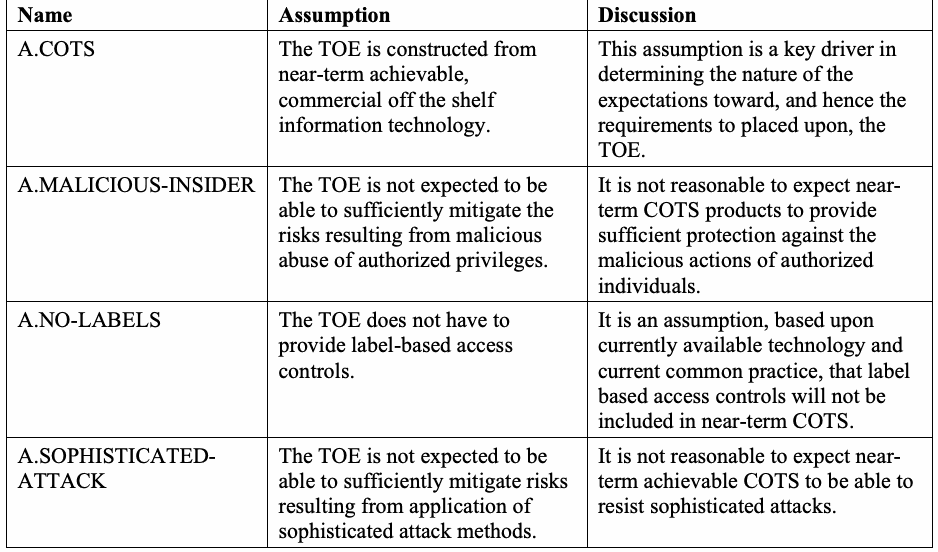 Name Assumption Discussion
A.COTS
The TOE is constructed from
near-term achievable,
commercial off the shelf
information technology.
This assumption is a key driver in
determining the nature of the
expectations toward, and hence the
requirements to placed upon, the
TOE.
A.MALICIOUS-INSIDER
The TOE is not expected to be
able to sufficiently mitigate the
risks resulting from malicious
abuse of authorized privileges.
It is not reasonable to expect near-
term COTS products to provide
sufficient protection against the
malicious actions of authorized
individuals.
A.NO-LABELS
The TOE does not have to
provide label-based access
controls.
It is an assumption, based upon
currently available technology and
current common practice, that label
based access controls will not be
included in near-term COTS.
A.SOPHISTICATED-
ATTACK
The TOE is not expected to be
able to sufficiently mitigate risks
resulting from application of
sophisticated attack methods.
It is not reasonable to expect near-
term achievable COTS to be able to
resist sophisticated attacks.